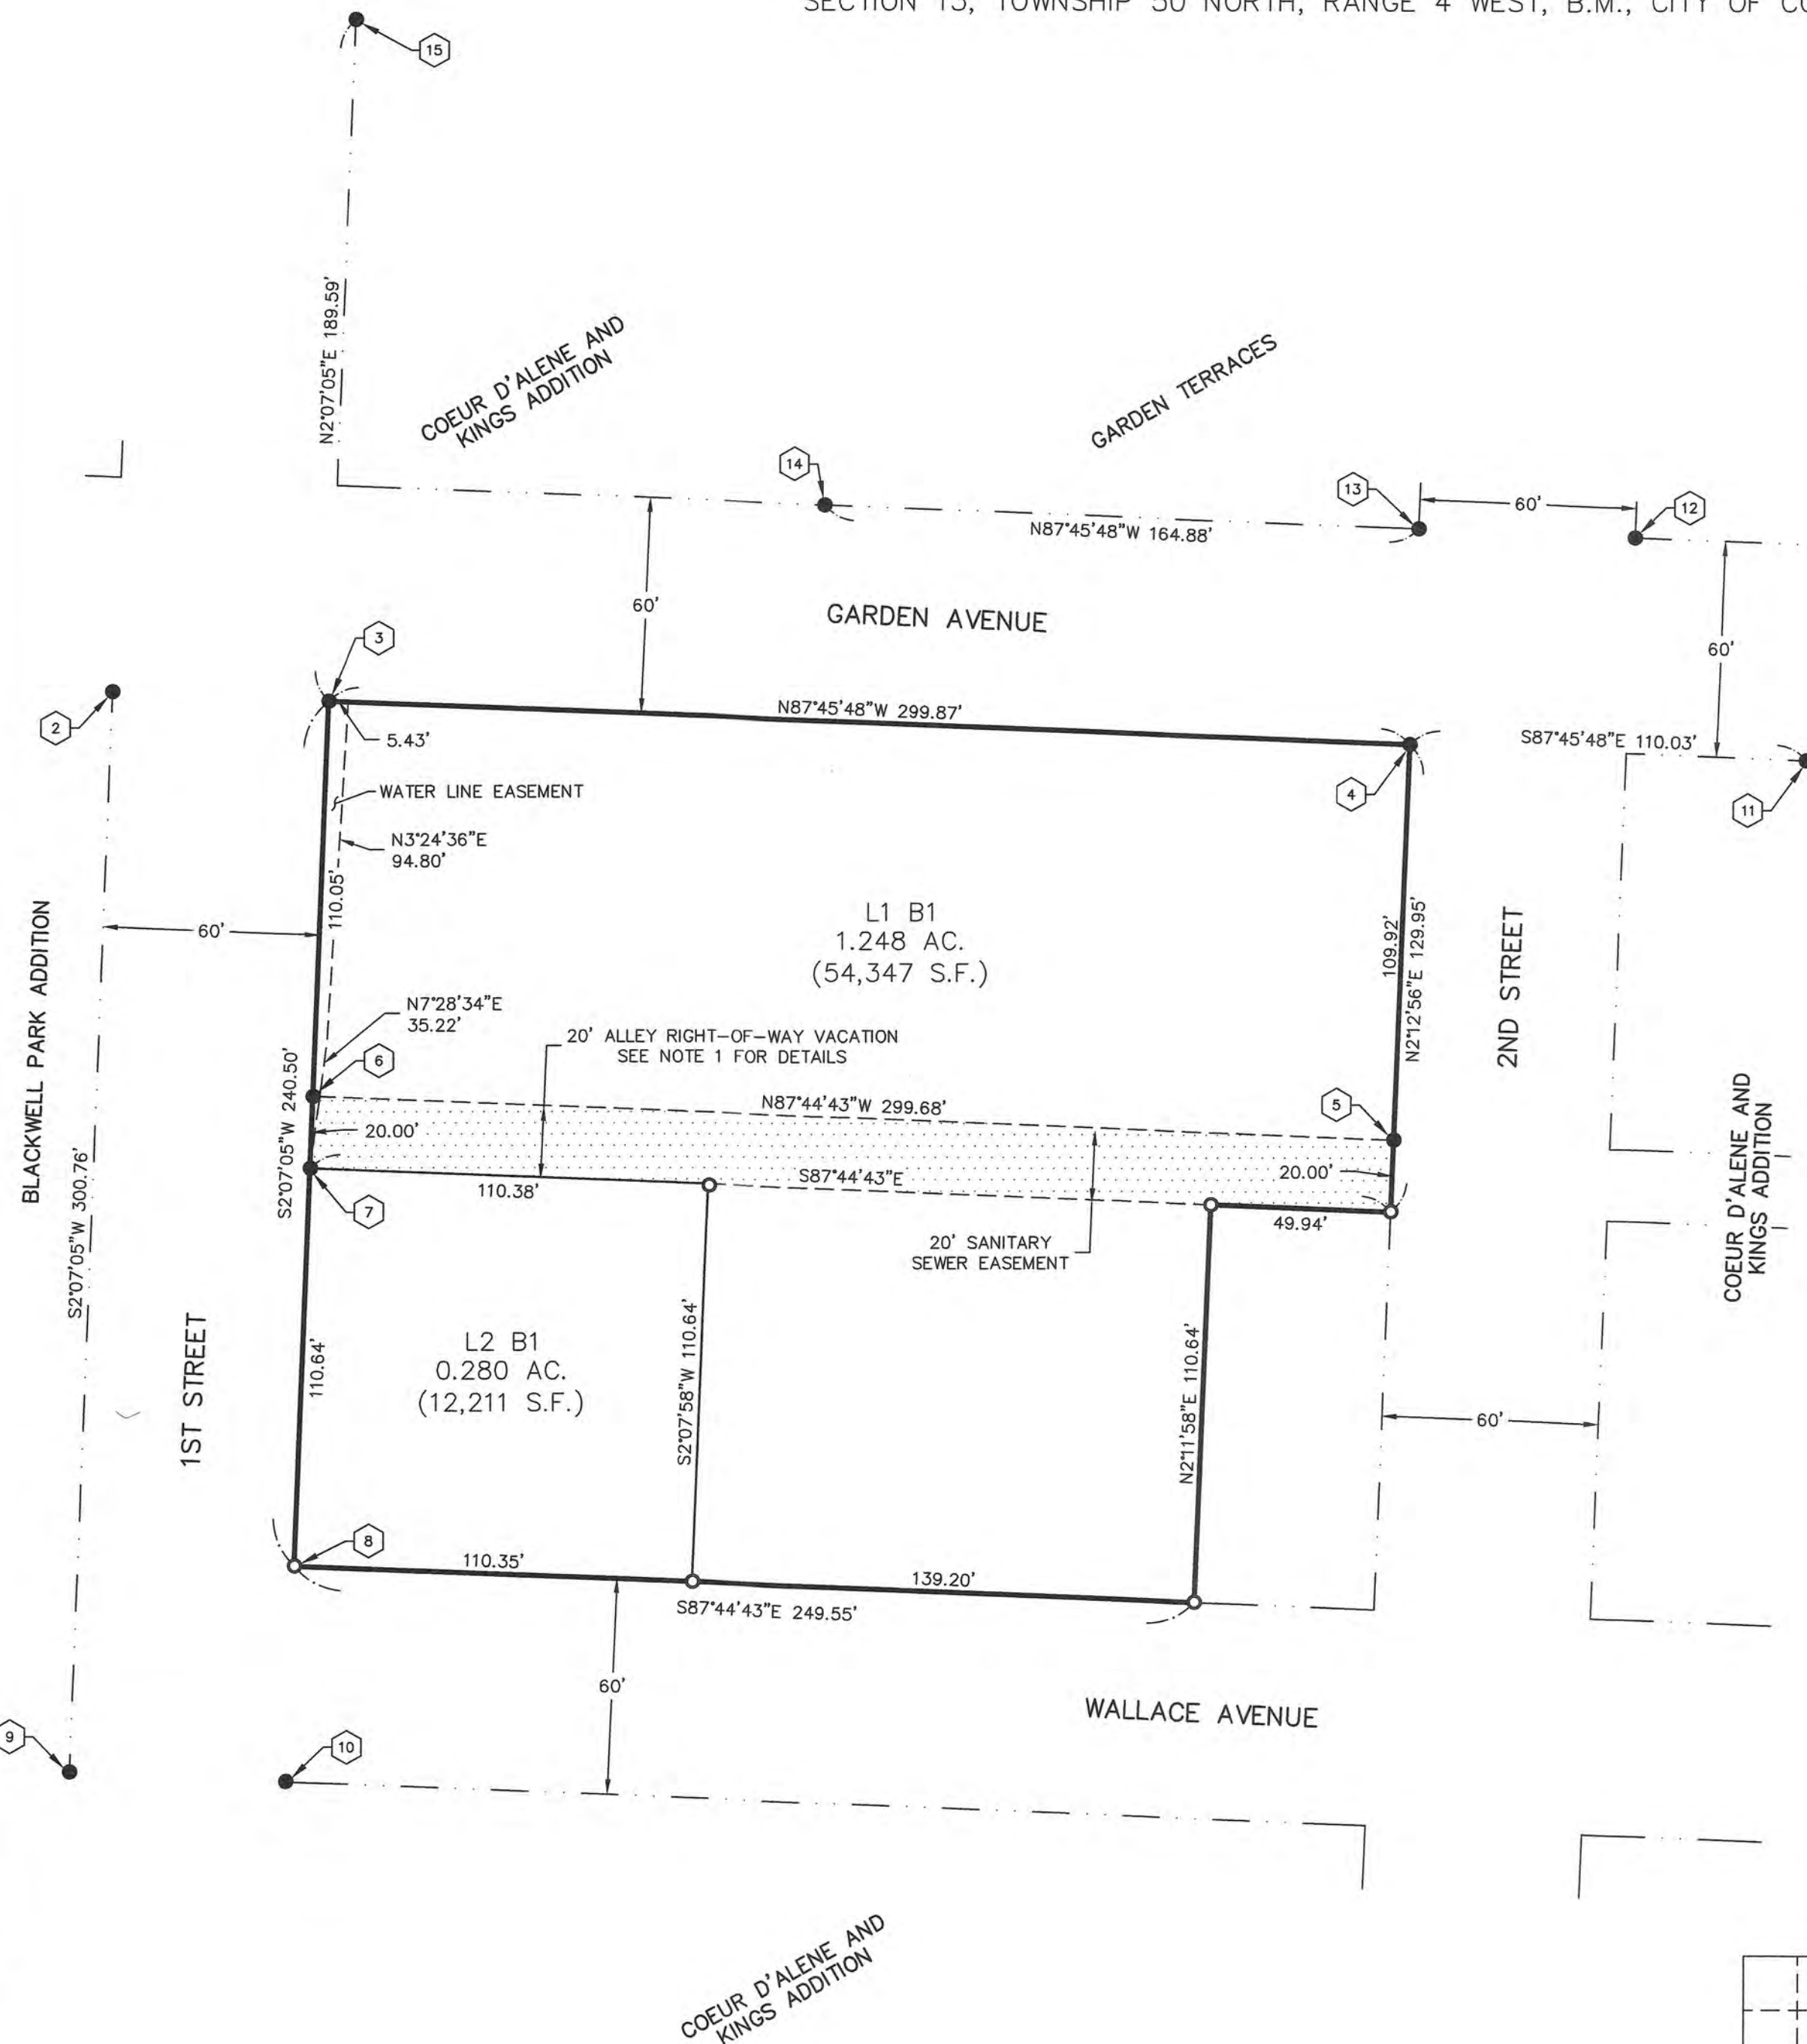 SECTION 15, TOWNSHIP 50 NORTH, RANGE 4 WEST, B.M., CITY OF
15
N2°07'05"E 189.59'
COEUR D'ALENE AND
KINGS ADDITION
GARDEN TERRACES
14
13
60'
12
N87°45'48"W 164.88'
60'
GARDEN AVENUE
60'
3
2
N87°45'48"W 299.87'
5.43'
S87°45'48"E 110.03'
4
11
WATER LINE EASEMENT
N3°24'36"E
94.80'
110.05'
60'
BLACKWELL PARK ADDITION
L1 B1
1.248 AC.
(54,347 S.F.)
109.92'
N2°12'56"E 129.95'
2ND STREET
N7°28'34"E
35.22'
20' ALLEY RIGHT-OF-WAY VACATION
SEE NOTE 1 FOR DETAILS
6
S2°07'05"W 240.50'
N87°44'43"W 299.68'
5
20.00'
S87°44'43"E
20.00'
COEUR D'ALENE AND
KINGS ADDITION
S2°07'05"W 300.76'
110.38'
7
49.94'
20' SANITARY
SEWER EASEMENT
1ST STREET
110.64'
L2 B1
0.280 AC.
(12,211 S.F.)
S2°07'58"W 110.64'
N2°11'58"E 110.64'
60'
8
110.35'
139.20'
S87°44'43"E 249.55'
60'
WALLACE AVENUE
9
10
COEUR D'ALENE AND
KINGS ADDITION